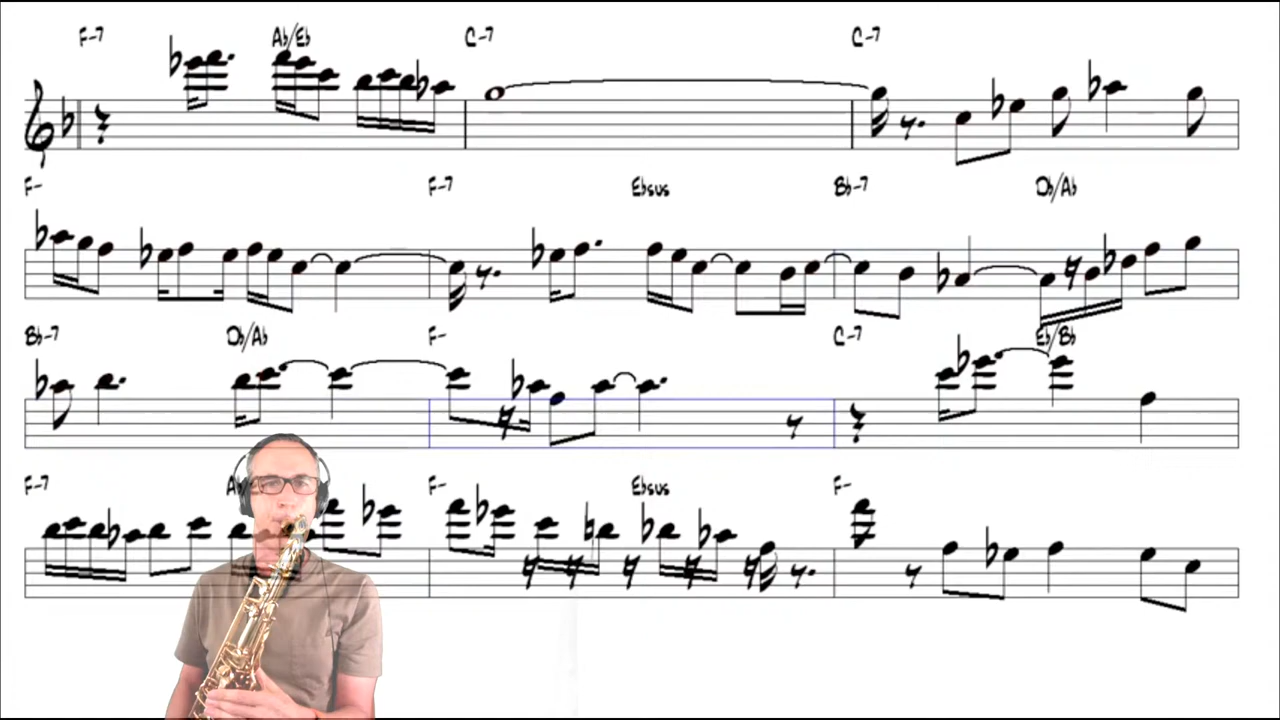 F-7 Ab/Eb C-7 C-7
F- F-7 Ebsus Bb-7 Db/Ab
Bb-7 Db/Ab F- C-7 Eb/Bb
F-7 F- Ebsus F-